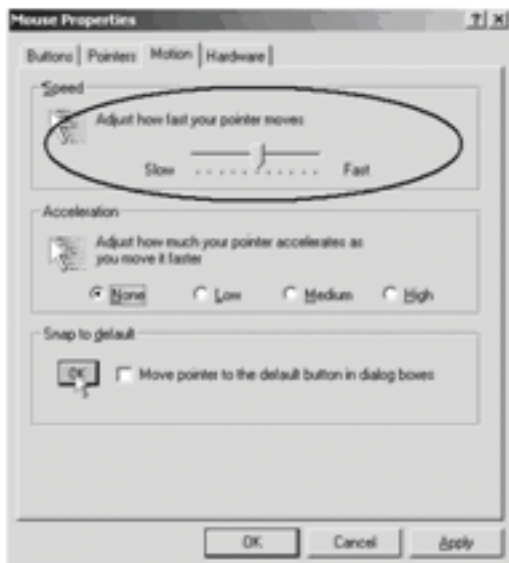 Mouse Properties
Buttons Pointers Motion Hardware
Speed
Adjust how fast your pointer moves
Slow Fast
Acceleration
Adjust how much your pointer accelerates as
you move it faster
None Low Medium High
Snap to default
OK Move pointer to the default button in dialog boxes
OK Cancel Apply